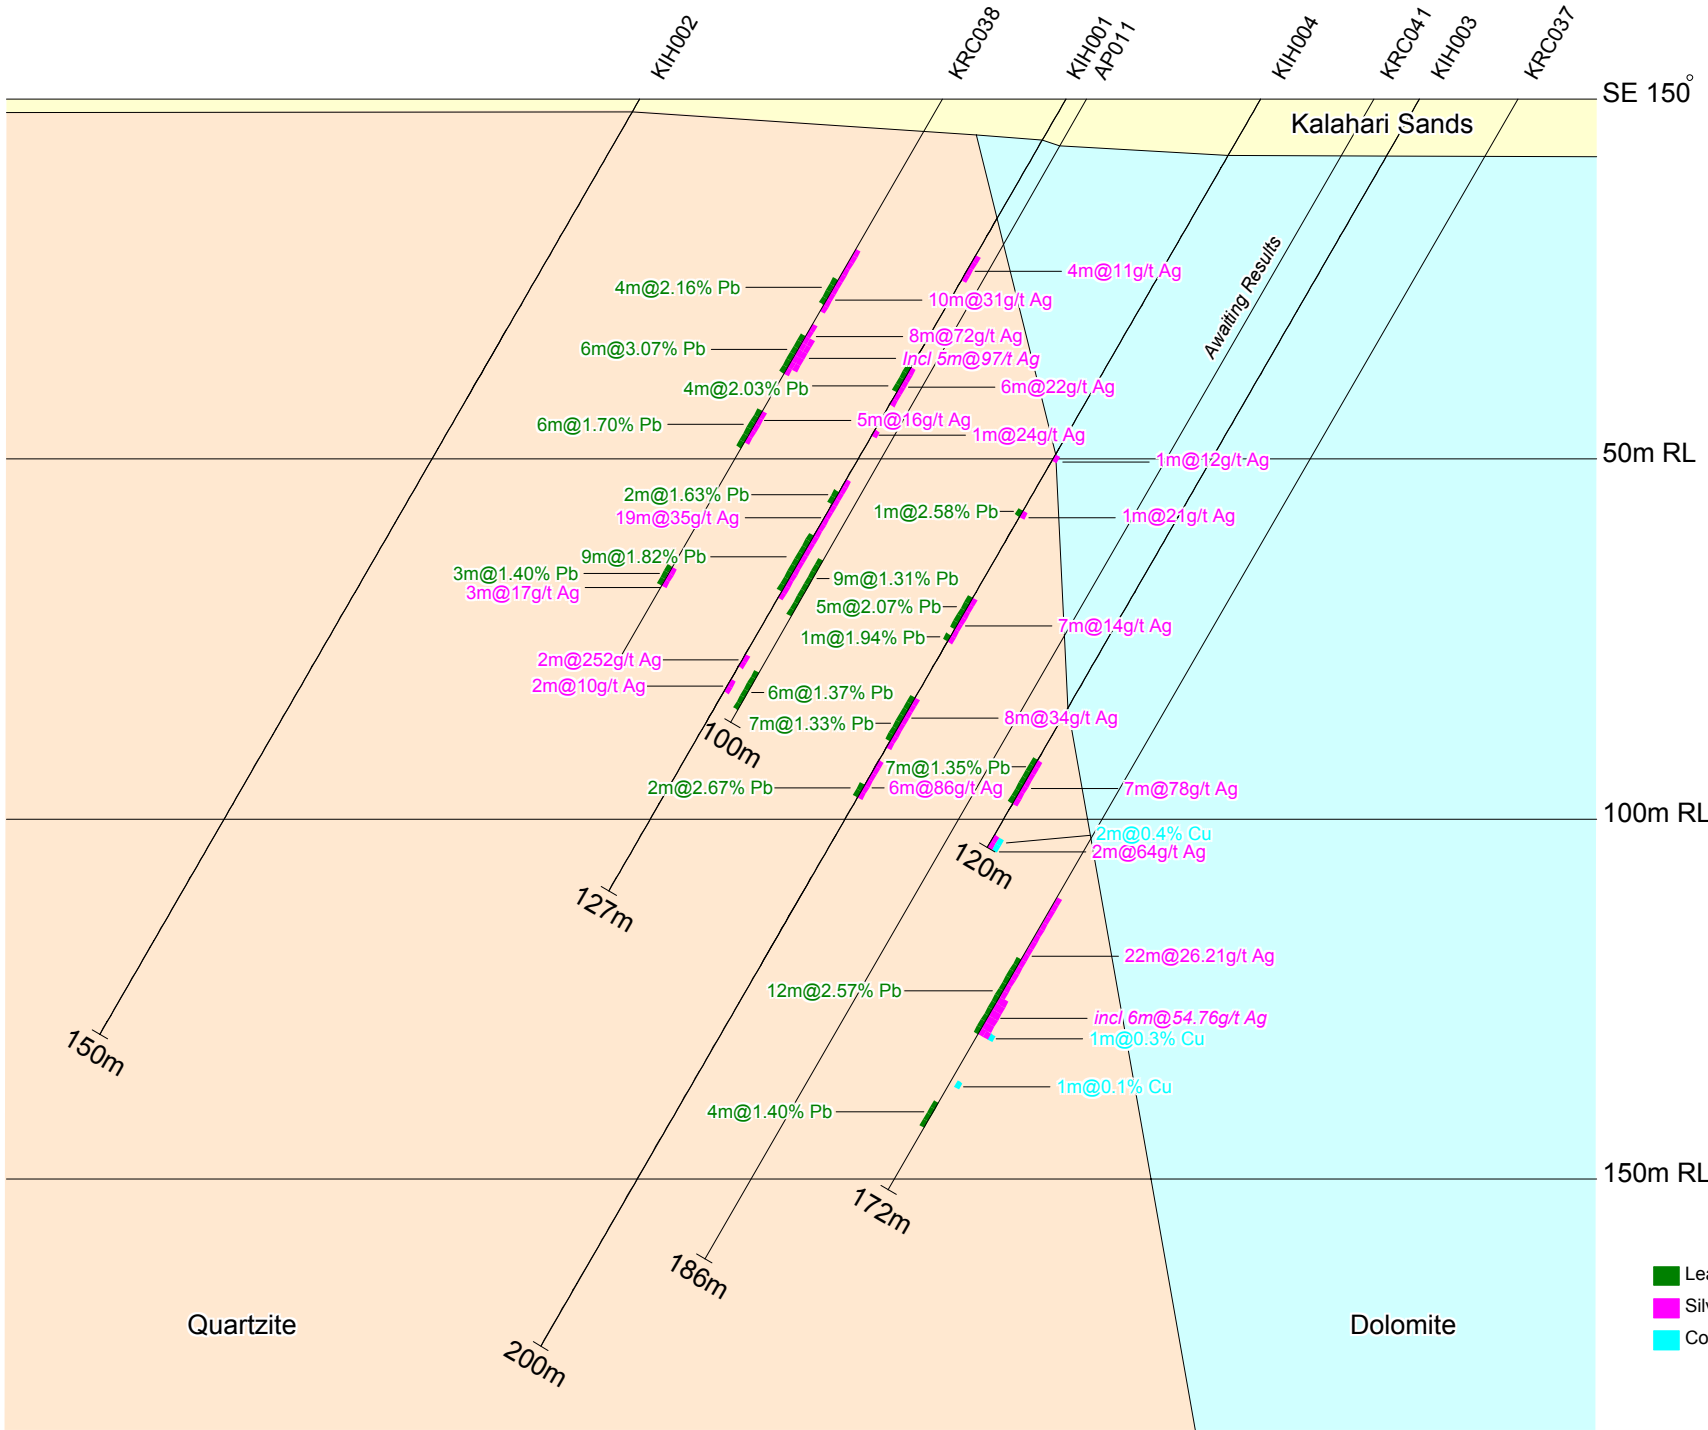 KIH002
KRC038
KIH001
AP011
KIH004
KRC041
KIH003
KRC037
SE 150°
Kalahari Sands
Awaiting Results
4m@11g/t Ag
4m@2.16% Pb
10m@31g/t Ag
8m@72g/t Ag
6m@3.07% Pb
Incl 5m@97/t Ag
4m@2.03% Pb
6m@22g/t Ag
5m@16g/t Ag
6m@1.70% Pb
1m@24g/t Ag
50m RL
1m@12g/t Ag
2m@1.63% Pb
1m@2.58% Pb
19m@35g/t Ag
1m@21g/t Ag
9m@1.82% Pb
3m@1.40% Pb
9m@1.31% Pb
3m@17g/t Ag
5m@2.07% Pb
7m@14g/t Ag
1m@1.94% Pb
2m@252g/t Ag
2m@10g/t Ag
6m@1.37% Pb
8m@34g/t Ag
7m@1.33% Pb
100m
7m@1.35% Pb
2m@2.67% Pb
6m@86g/t Ag
7m@78g/t Ag
100m RL
2m@0.4% Cu
2m@64g/t Ag
120m
127m
22m@26.21g/t Ag
12m@2.57% Pb
incl 6m@54.76g/t Ag
1m@0.3% Cu
150m
1m@0.1% Cu
4m@1.40% Pb
150m RL
172m
186m
Lea
Silv
Co
Quartzite
Dolomite
200m